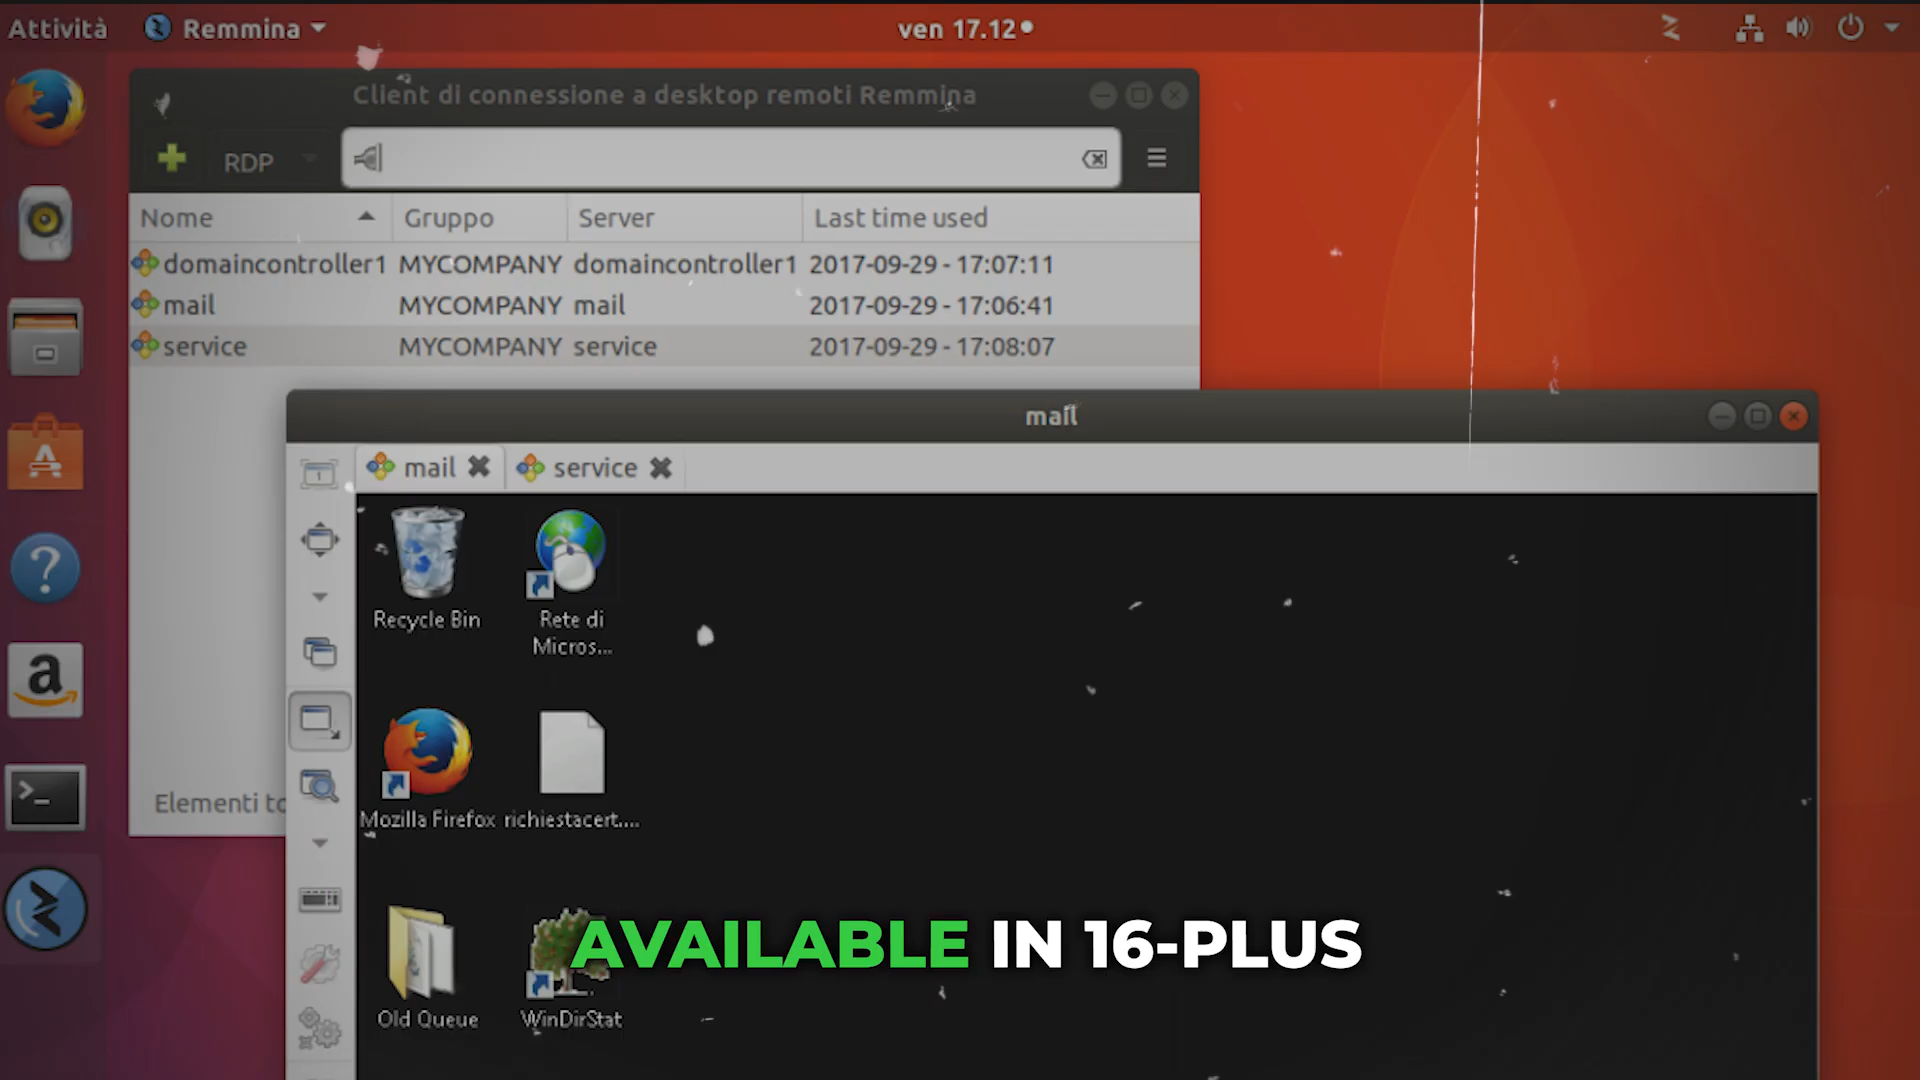 Attività Remmina ven 17.12
Client di connessione a desktop remoti Remmina
RDP
Nome Gruppo Server Last time used
domaincontroller1 MYCOMPANY domaincontroller1 2017-09-29 - 17:07:11
mail MYCOMPANY mail 2017-09-29 - 17:06:41
service MYCOMPANY service 2017-09-29 - 17:08:07
mail
mail service
Recycle Bin Rete di
Micros...
Mozilla Firefox richiestacert....
Elementi to
AVAILABLE IN 16-PLUS
Old Queue WinDirStat